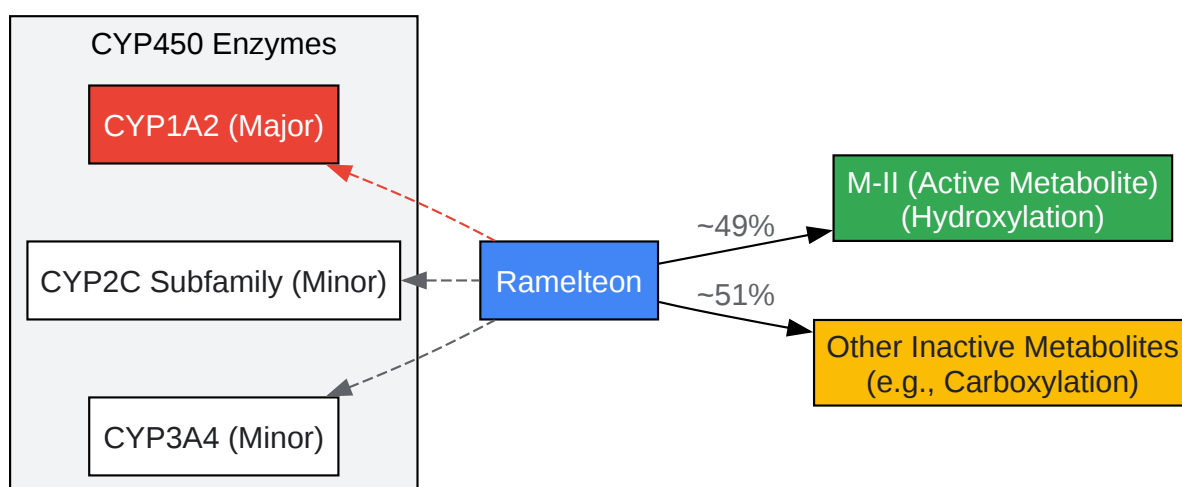 CYP450 Enzymes
CYP1A2 (Major)
CYP2C Subfamily (Minor)
CYP3A4 (Minor)
Ramelteon
~49%
~51%
M-II (Active Metabolite)
(Hydroxylation)
Other Inactive Metabolites
(e.g., Carboxylation)